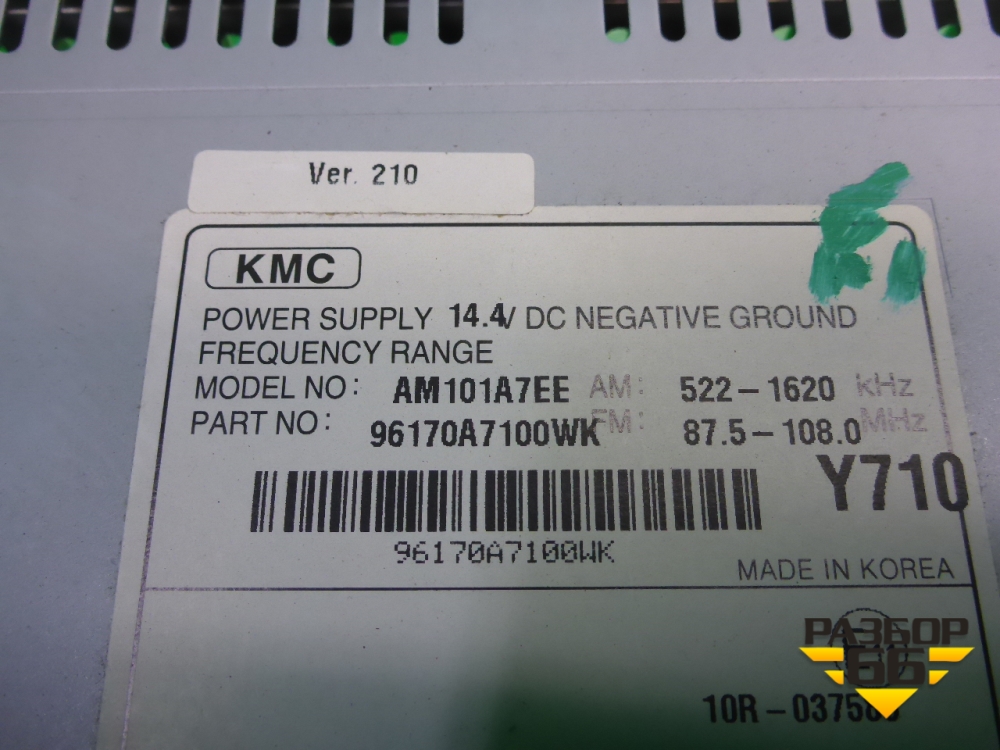 Ver. 210
KMC
POWER SUPPLY 14.4V DC NEGATIVE GROUND
FREQUENCY RANGE
MODEL NO: AM101A7EE AM: 522-1620 kHz
PART NO: 96170A7100WK FM: 87.5-108.0 MHz
Y710
96170A7100WK
MADE IN KOREA
РАЗБОР
66
10R-